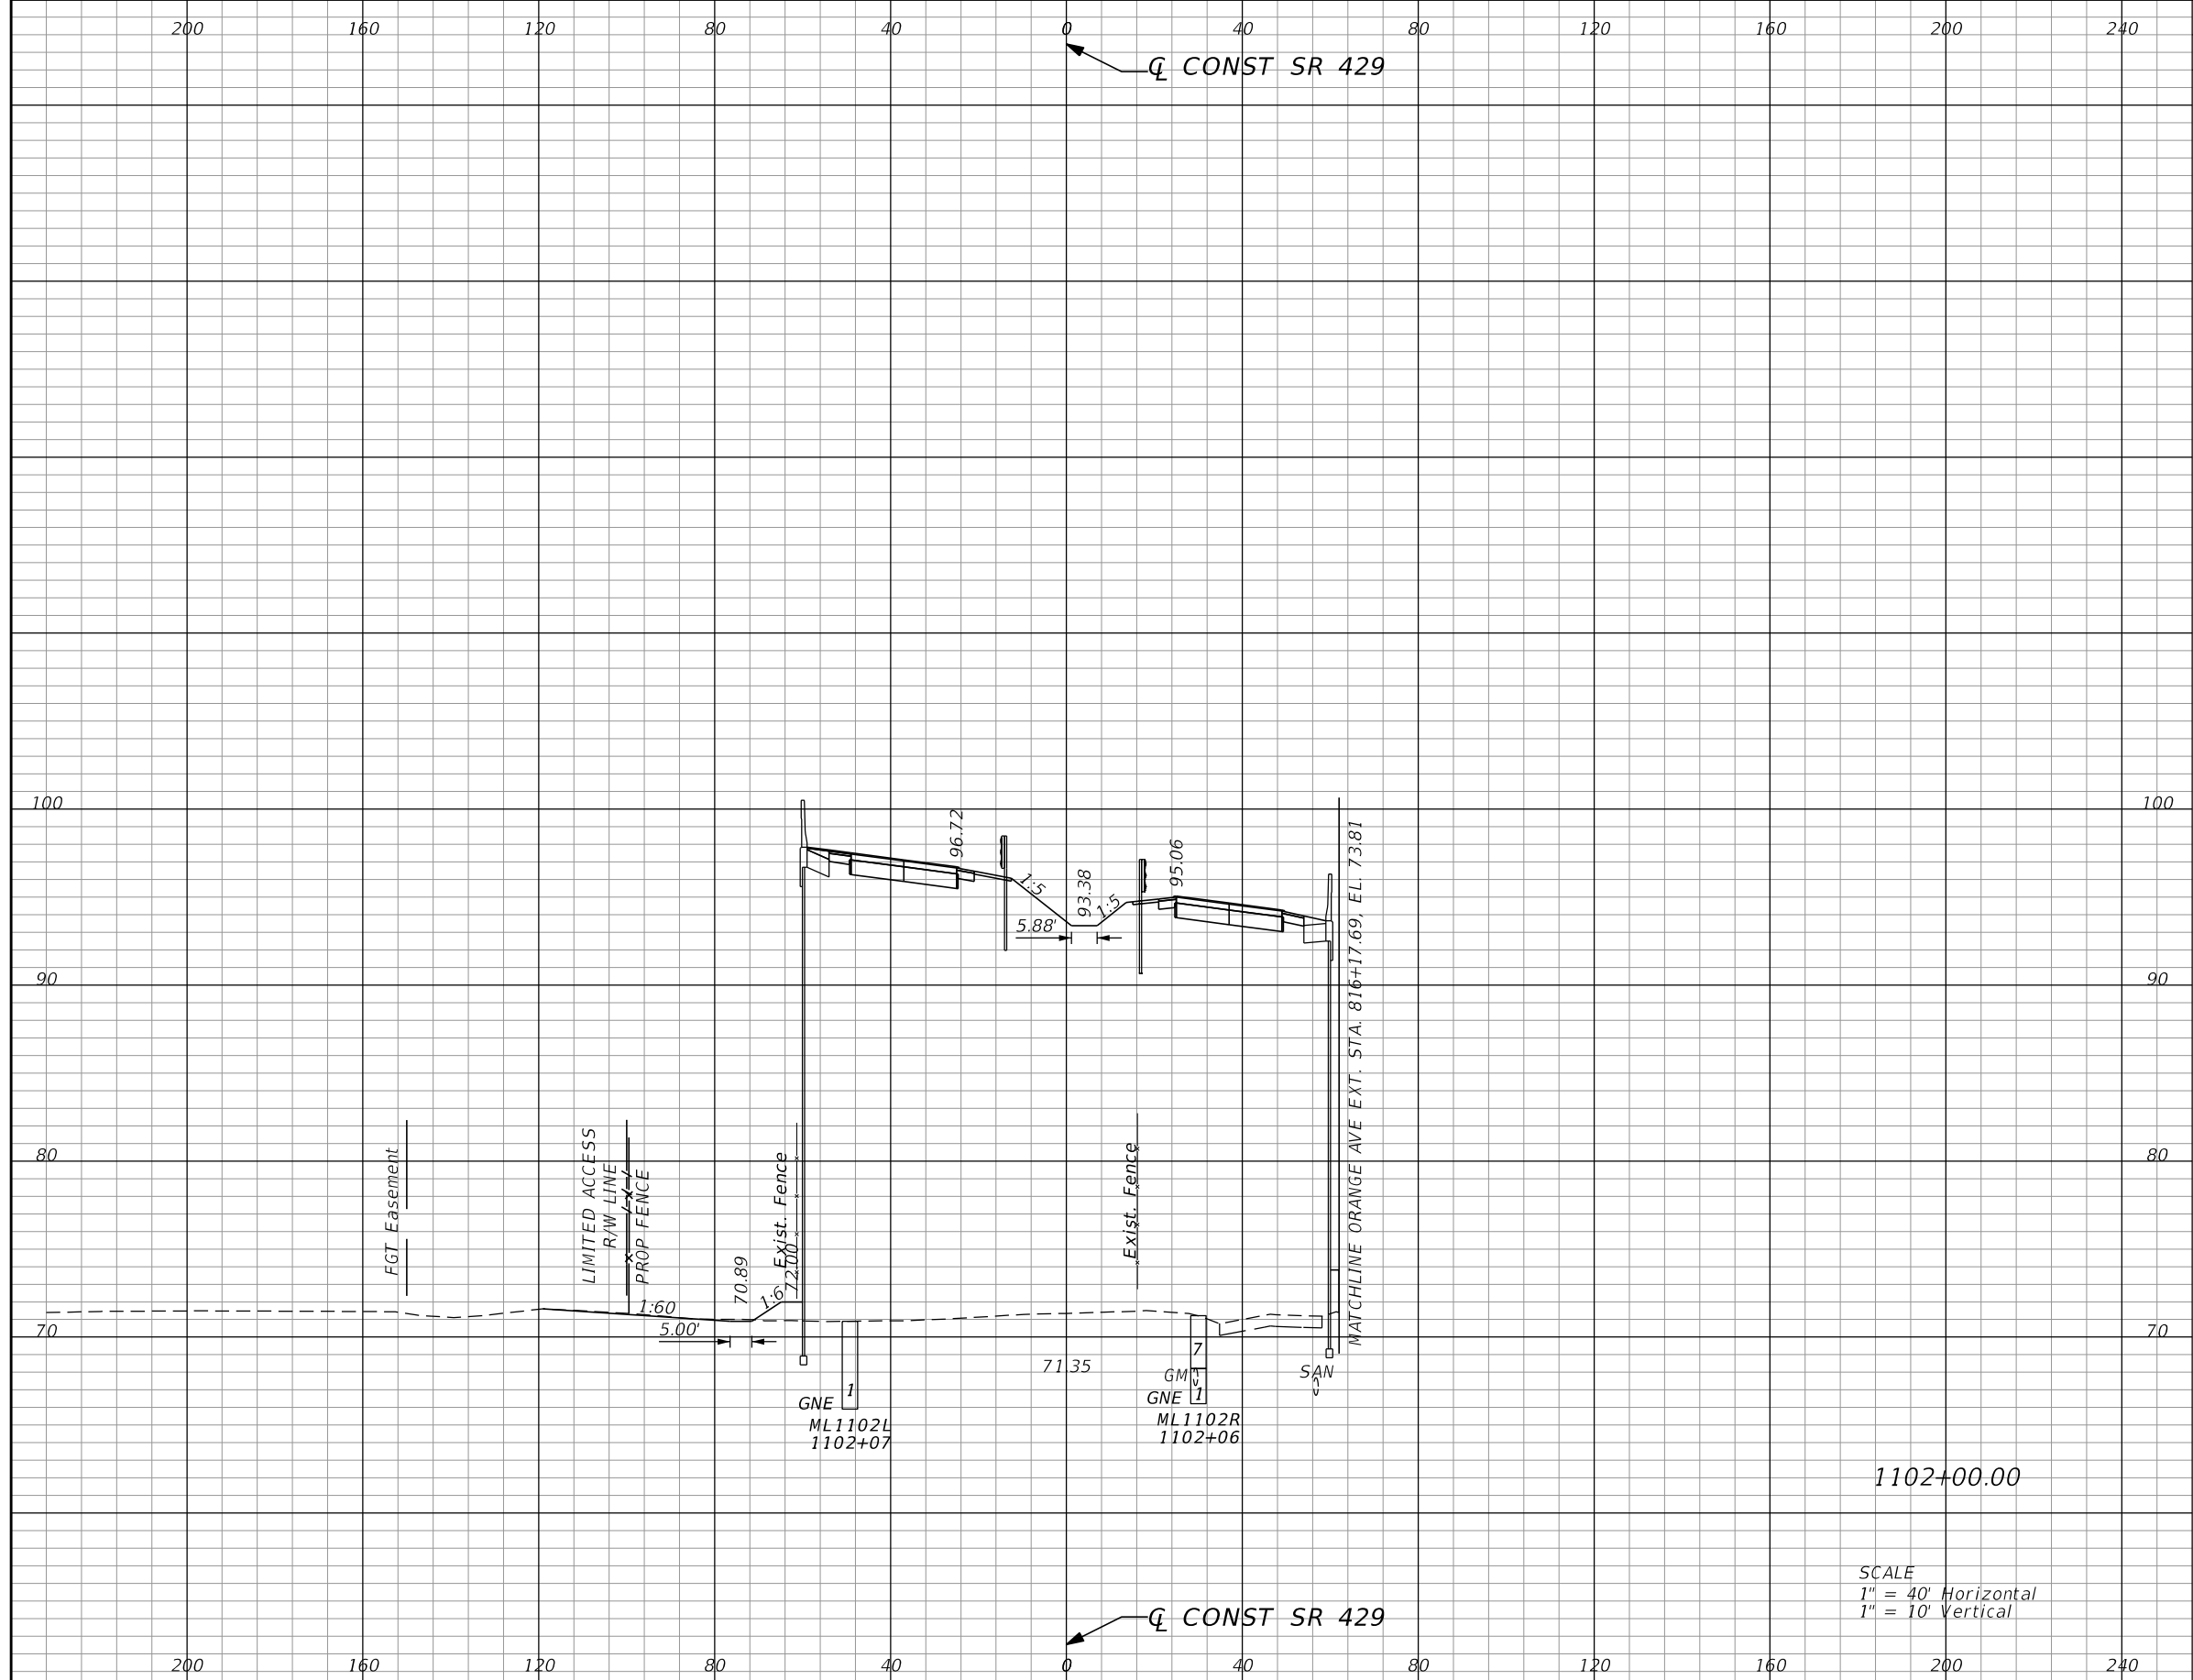 200 160 120 80 40 0 40 80 120 160 200 240
℄ CONST SR 429
100 100
96.72
95.06
93.38
1:5
1:5
5.88'
90 90
MATCHLINE ORANGE AVE EXT. STA. 816+17.69, EL. 73.81
80 80
FGT Easement
LIMITED ACCESS
R/W LINE
PROP FENCE
Exist. Fence
Exist. Fence
72.00
70.89
1:6
1:60
5.00'
70 70
71.35
7
GM
SAN
1
GNE
GNE 1
ML1102L
1102+07
ML1102R
1102+06
1102+00.00
SCALE
1" = 40' Horizontal
1" = 10' Vertical
℄ CONST SR 429
200 160 120 80 40 0 40 80 120 160 200 240